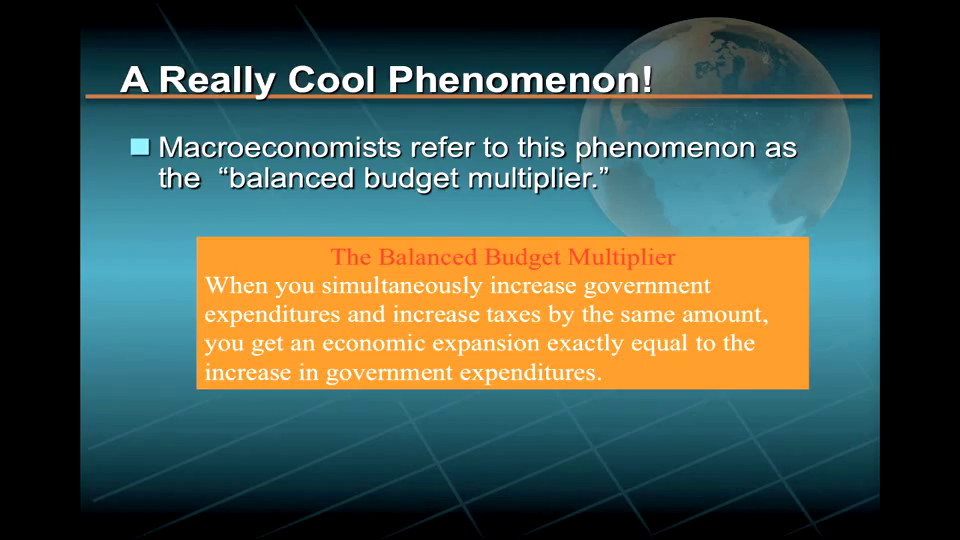 A Really Cool Phenomenon!
Macroeconomists refer to this phenomenon as
the “balanced budget multiplier.”
The Balanced Budget Multiplier
When you simultaneously increase government
expenditures and increase taxes by the same amount,
you get an economic expansion exactly equal to the
increase in government expenditures.